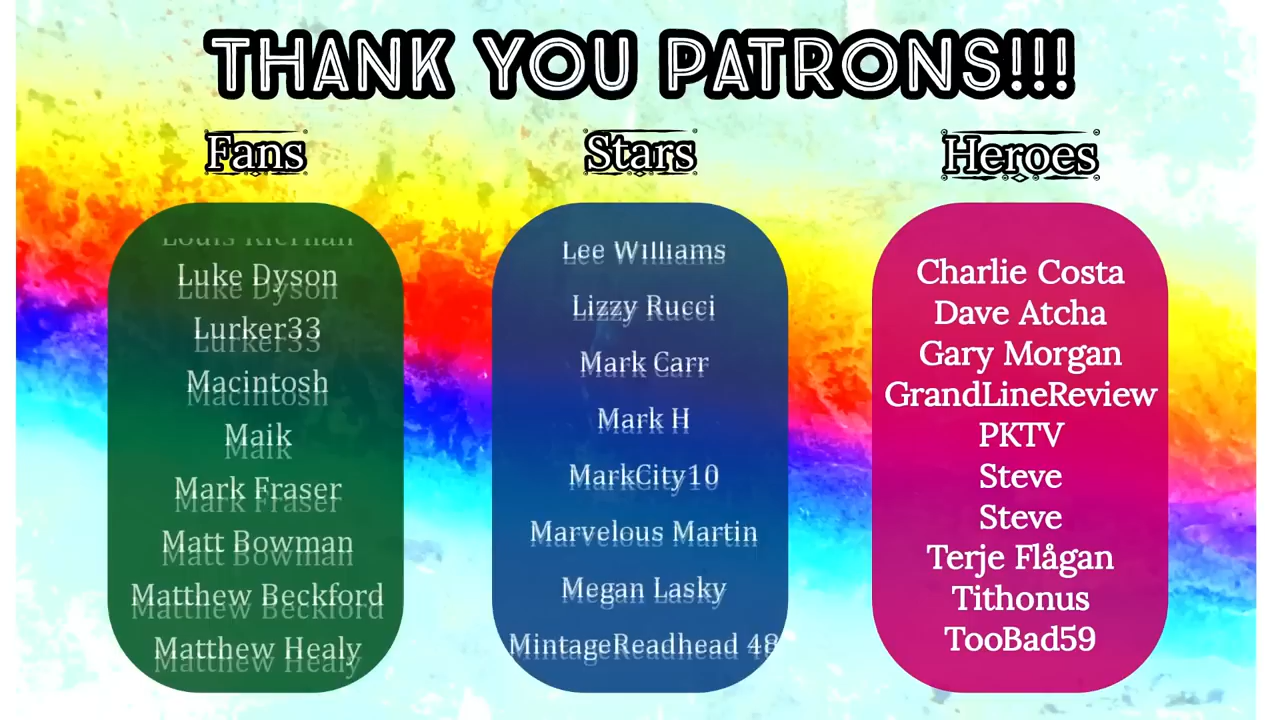 THANK YOU PATRONS!!!
Fans
Luke Dyson
Lurker33
Macintosh
Maik
Mark Fraser
Matt Bowman
Matthew Beckford
Matthew Healy
Stars
Lee Williams
Lizzy Rucci
Mark Carr
Mark H
MarkCity10
Marvelous Martin
Megan Lasky
MintageReadhead 48
Heroes
Charlie Costa
Dave Atcha
Gary Morgan
GrandLineReview
PKTV
Steve
Steve
Terje Flågan
Tithonus
TooBad59